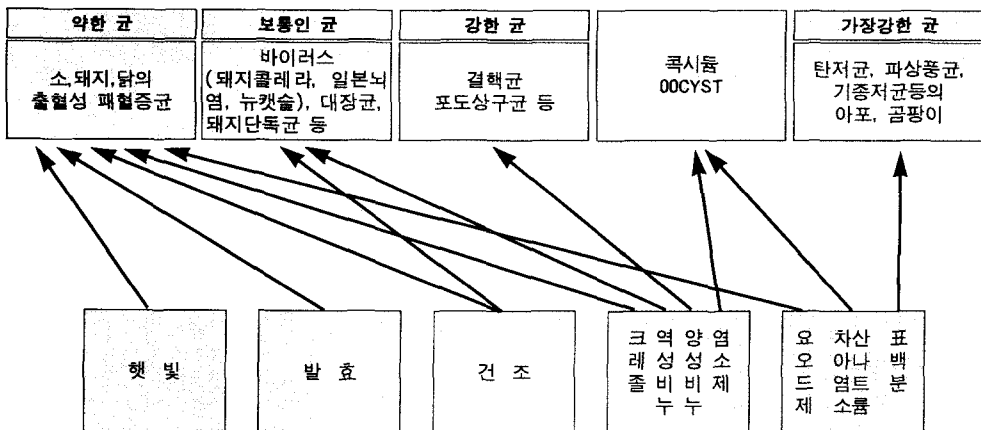 약한 균
보통인 균
강한 균
가장강한 균
소,돼지,닭의
출혈성 패혈증균
바이러스
(돼지콜레라, 일본뇌
염, 뉴캣슬), 대장균,
돼지단독균 등
결핵균
포도상구균 등
콕시듐
OOCYST
탄저균, 파상풍균,
기종저균등의
아포, 곰팡이
햇 빛
발 효
건 조
크레졸
역성비누
양성비누
염소제
요오드제
차아염소
산나트륨
표백분